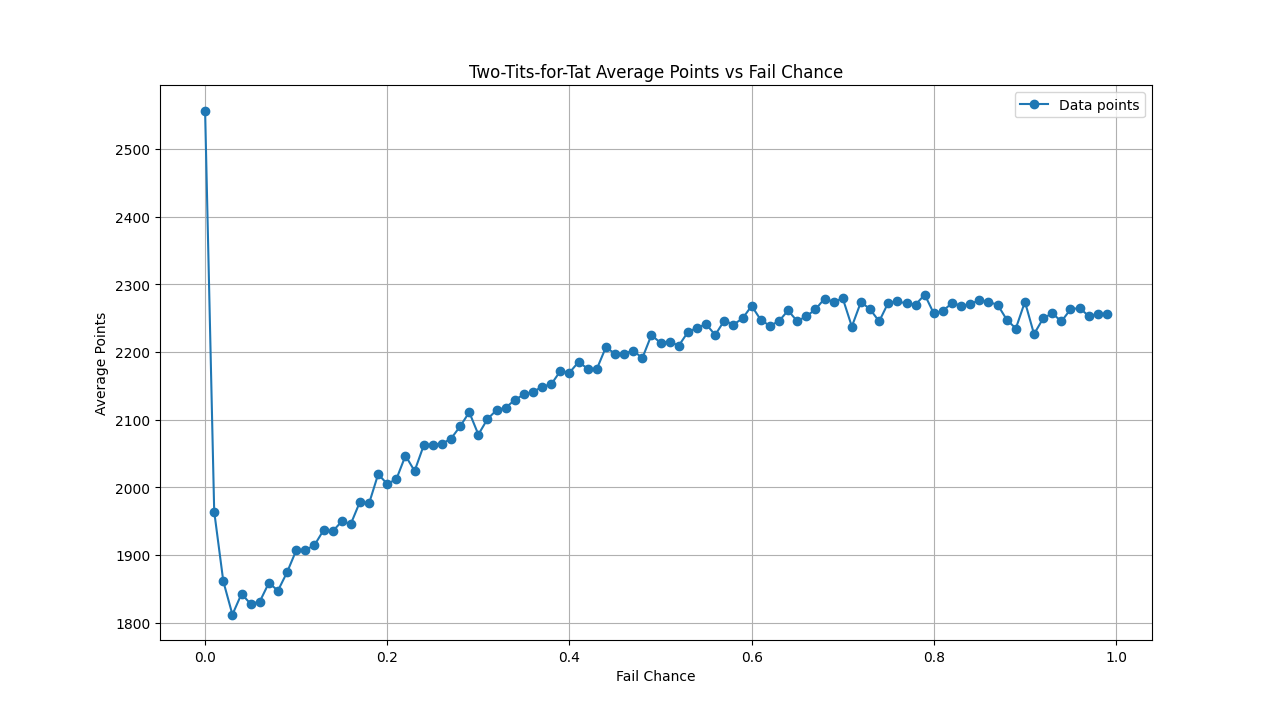 Two-Tits-for-Tat Average Points vs Fail Chance
Data points
2500
2400
2300
2200
2100
2000
1900
1800
Average Points
0.0 0.2 0.4 0.6 0.8 1.0
Fail Chance